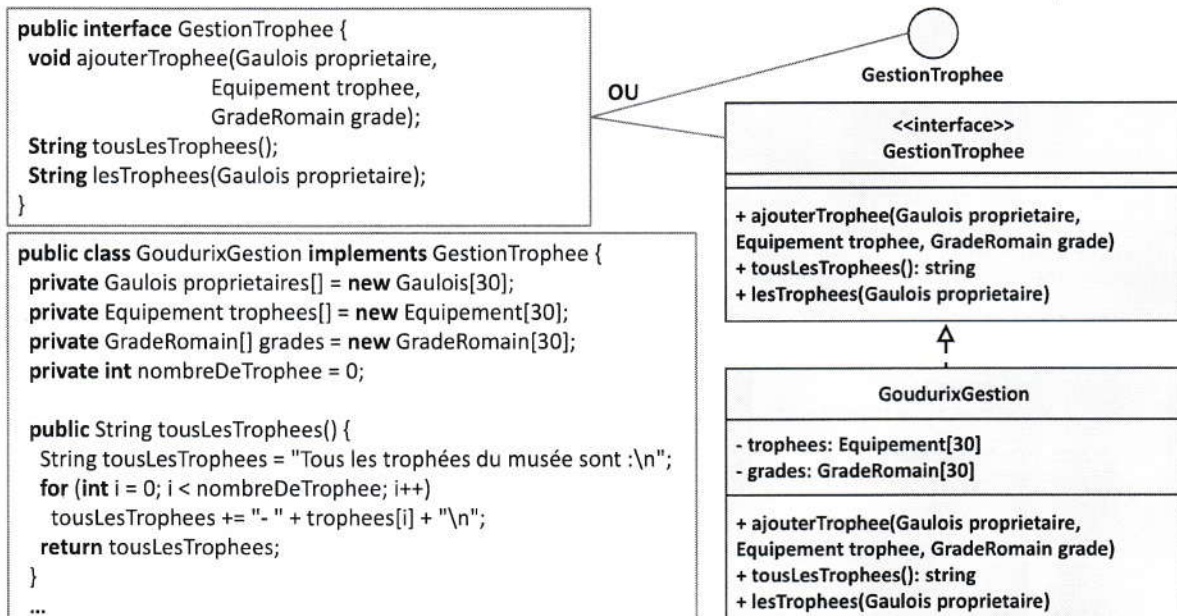 public interface GestionTrophee {
void ajouterTrophee(Gaulois proprietaire,
Equipement trophee,
GradeRomain grade);
String tousLesTrophees();
String lesTrophees(Gaulois proprietaire);
}
OU
GestionTrophee
<<interface>>
GestionTrophee
+ ajouterTrophee(Gaulois proprietaire,
Equipement trophee, GradeRomain grade)
+ tousLesTrophees(): string
+ lesTrophees(Gaulois proprietaire)
public class GoudurixGestion implements GestionTrophee {
private Gaulois proprietaires[] = new Gaulois[30];
private Equipement trophees[] = new Equipement[30];
private GradeRomain[] grades = new GradeRomain[30];
private int nombreDeTrophee = 0;
public String tousLesTrophees() {
String tousLesTrophees = "Tous les trophées du musée sont :\n";
for (int i = 0; i < nombreDeTrophee; i++)
tousLesTrophees += "- " + trophees[i] + "\n";
return tousLesTrophees;
}
...
GoudurixGestion
- trophees: Equipement[30]
- grades: GradeRomain[30]
+ ajouterTrophee(Gaulois proprietaire,
Equipement trophee, GradeRomain grade)
+ tousLesTrophees(): string
+ lesTrophees(Gaulois proprietaire)